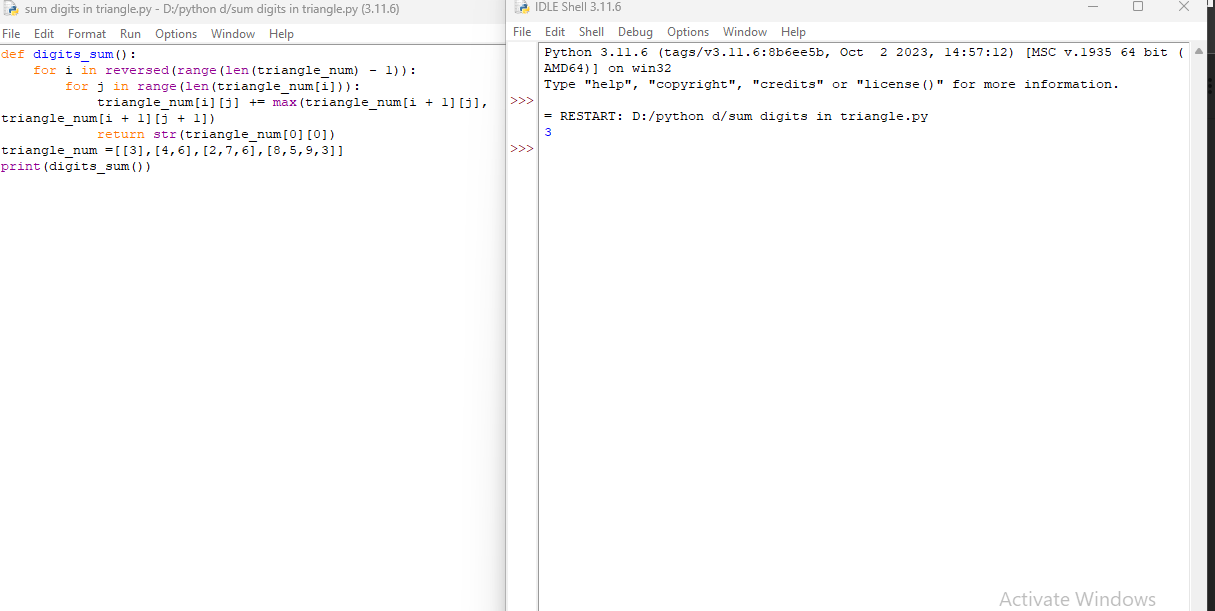 sum digits in triangle.py - D:/python d/sum digits in triangle.py (3.11.6)
File Edit Format Run Options Window Help
def digits_sum():
    for i in reversed(range(len(triangle_num) - 1)):
        for j in range(len(triangle_num[i])):
            triangle_num[i][j] += max(triangle_num[i + 1][j],
triangle_num[i + 1][j + 1])
            return str(triangle_num[0][0])
triangle_num =[[3],[4,6],[2,7,6],[8,5,9,3]]
print(digits_sum())
IDLE Shell 3.11.6
File Edit Shell Debug Options Window Help
Python 3.11.6 (tags/v3.11.6:8b6ee5b, Oct  2 2023, 14:57:12) [MSC v.1935 64 bit (
AMD64)] on win32
Type "help", "copyright", "credits" or "license()" for more information.
>>>
= RESTART: D:/python d/sum digits in triangle.py
3
>>>
Activate Windows